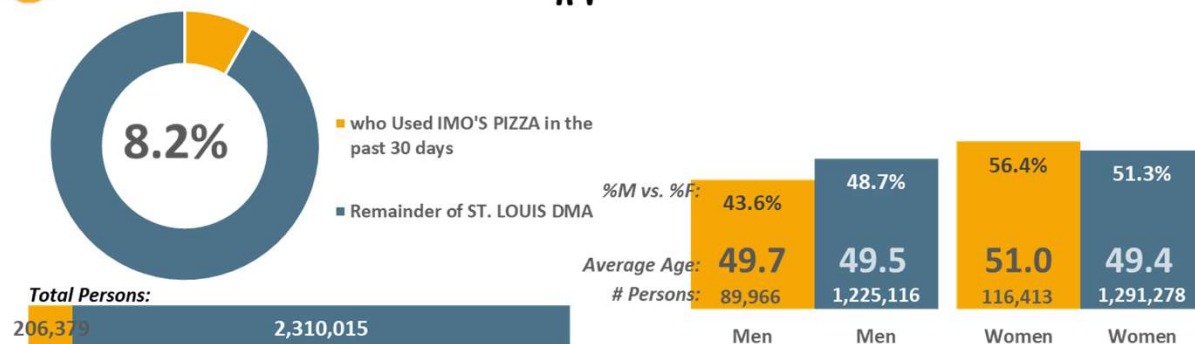 8.2%
who Used IMO'S PIZZA in the
past 30 days
Remainder of ST. LOUIS DMA
Total Persons:
206,379 2,310,015
%M vs. %F: 43.6% 48.7% 56.4% 51.3%
Average Age: 49.7 49.5 51.0 49.4
# Persons: 89,966 1,225,116 116,413 1,291,278
Men Men Women Women